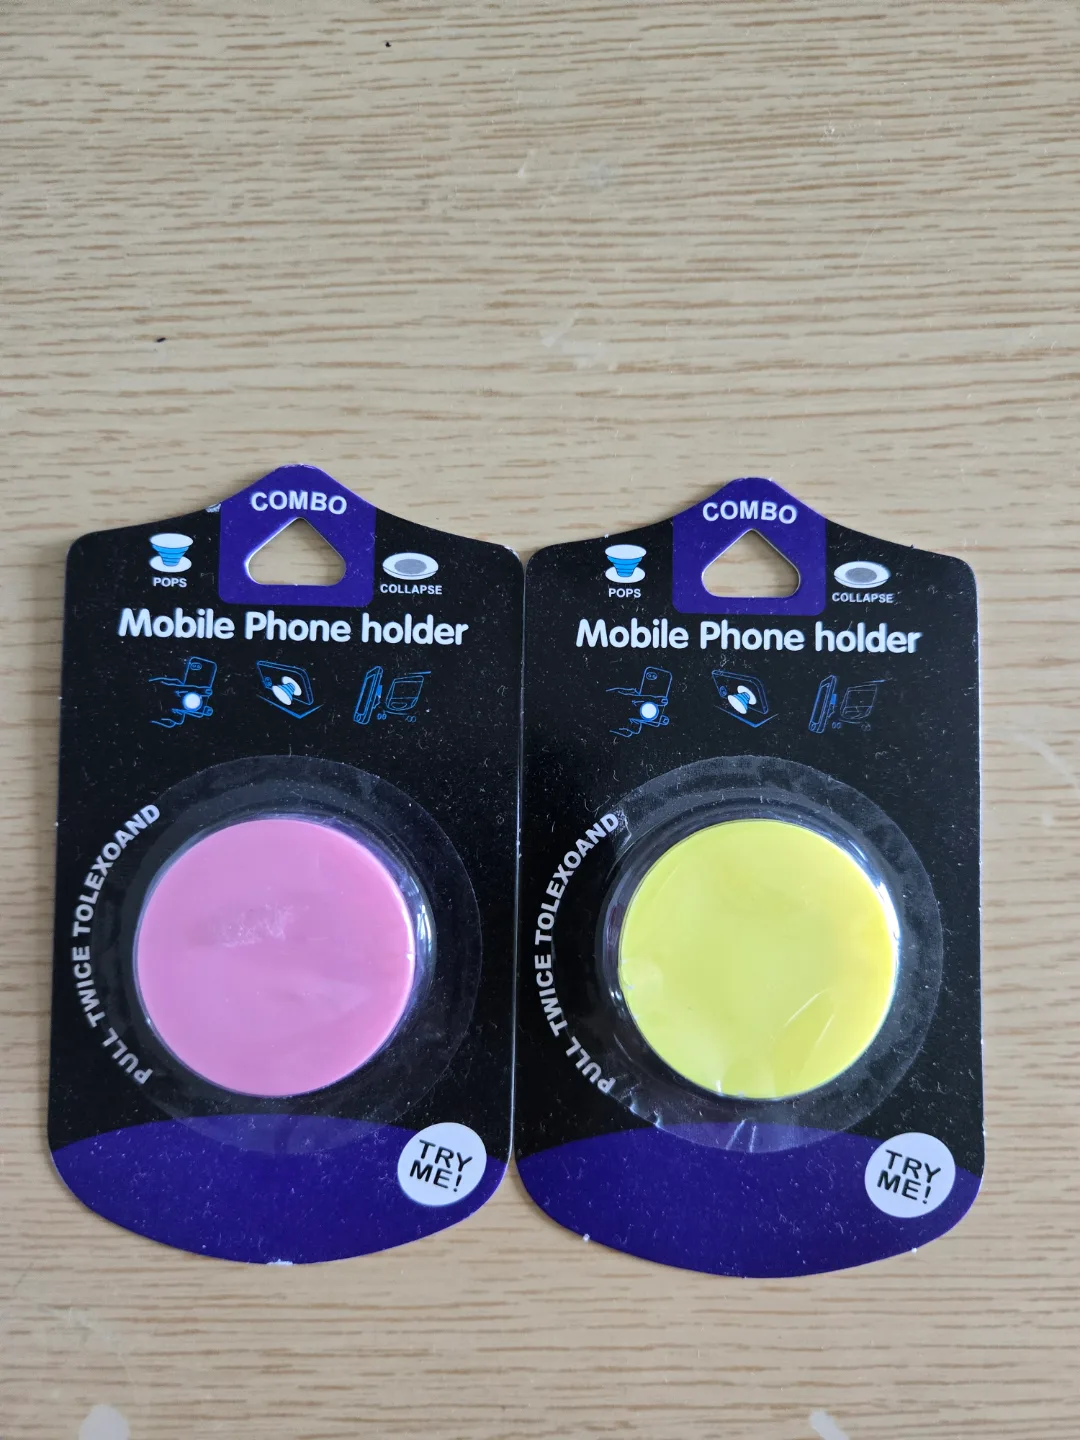 COMBO
POPS
COLLAPSE
Mobile Phone holder
PULL TWICE TOLEXOAND
TRY
ME!
COMBO
POPS
COLLAPSE
Mobile Phone holder
PULL TWICE TOLEXOAND
TRY
ME!